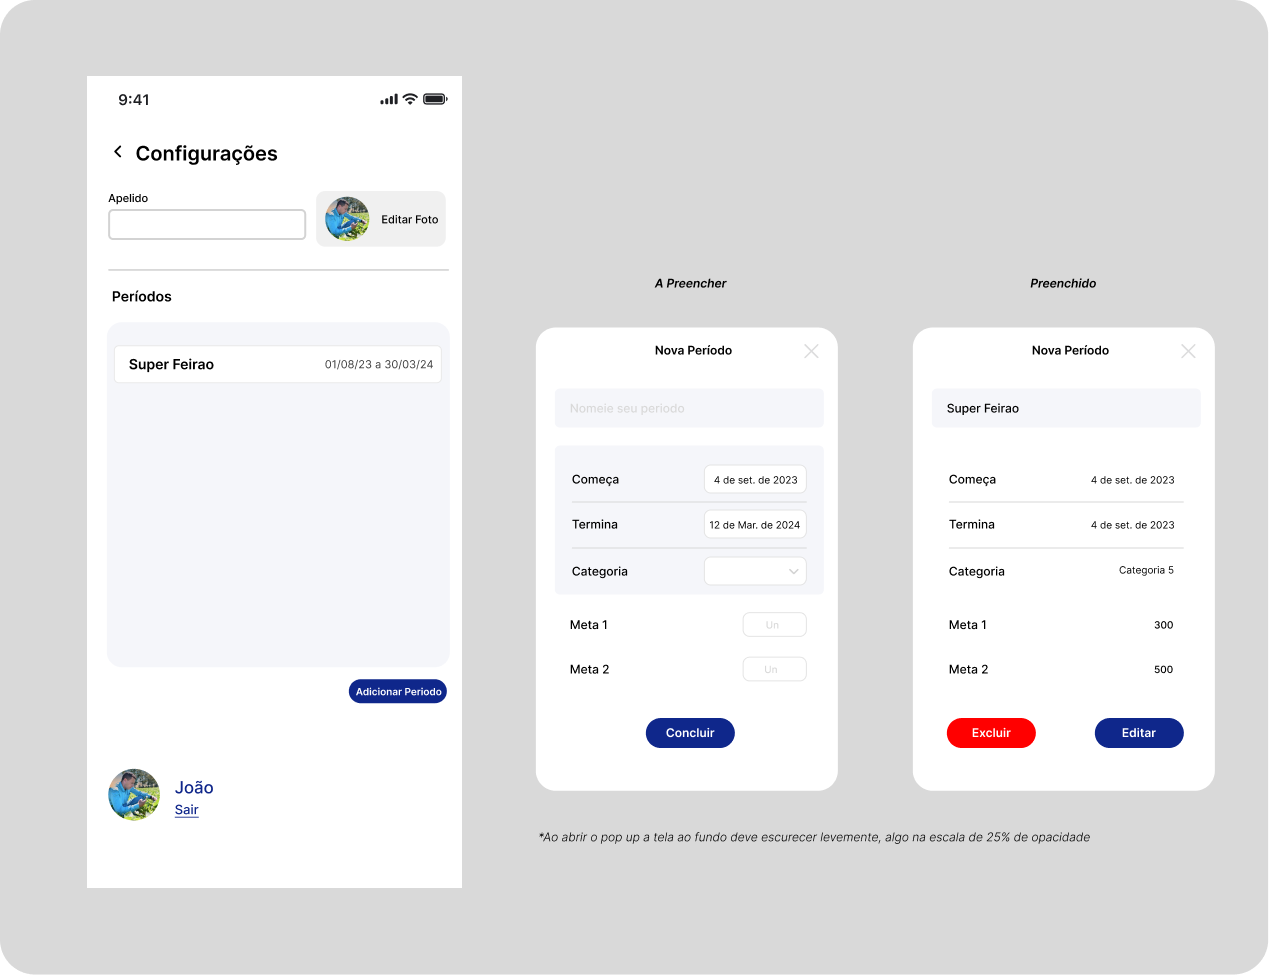 9:41
Configurações
Apelido
Editar Foto
Períodos
Super Feirao 01/08/23 a 30/03/24
Adicionar Periodo
João
Sair
A Preencher
Nova Período
Nomeie seu periodo
Começa 4 de set. de 2023
Termina 12 de Mar. de 2024
Categoria
Meta 1 Un
Meta 2 Un
Concluir
Preenchido
Nova Período
Super Feirao
Começa 4 de set. de 2023
Termina 4 de set. de 2023
Categoria Categoria 5
Meta 1 300
Meta 2 500
Excluir Editar
*Ao abrir o pop up a tela ao fundo deve escurecer levemente, algo na escala de 25% de opacidade